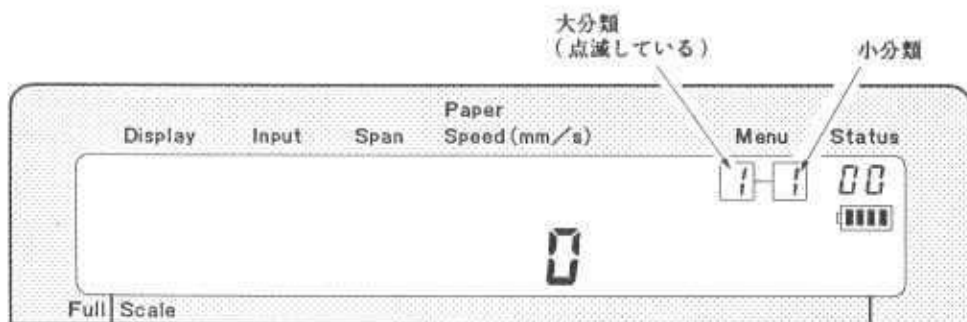 大分類
(点滅している)
小分類
Paper
Display Input Span Speed (mm/s) Menu Status
1-1 00
0
Full Scale